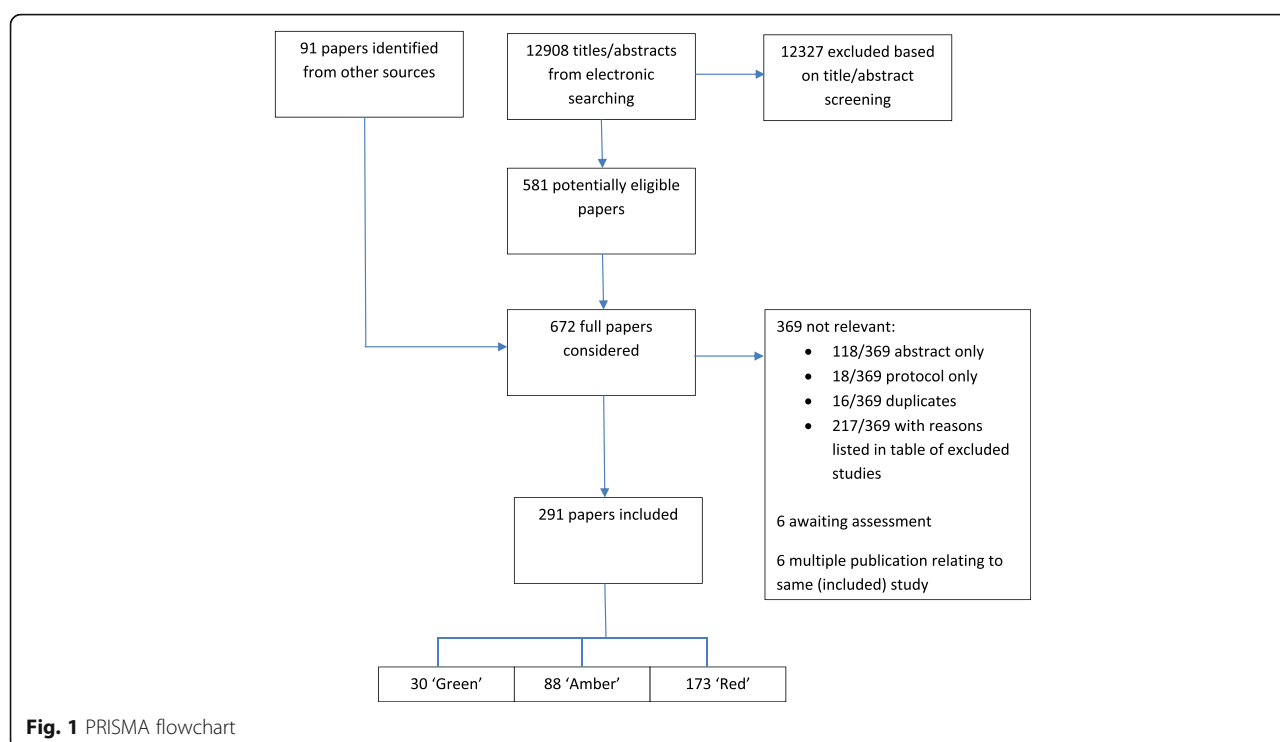 91 papers identified
from other sources
12908 titles/abstracts
from electronic
searching
12327 excluded based
on title/abstract
screening
581 potentially eligible
papers
672 full papers
considered
369 not relevant:
• 118/369 abstract only
• 18/369 protocol only
• 16/369 duplicates
• 217/369 with reasons
listed in table of excluded
studies
6 awaiting assessment
6 multiple publication relating to
same (included) study
291 papers included
30 ‘Green’
88 ‘Amber’
173 ‘Red’
Fig. 1 PRISMA flowchart